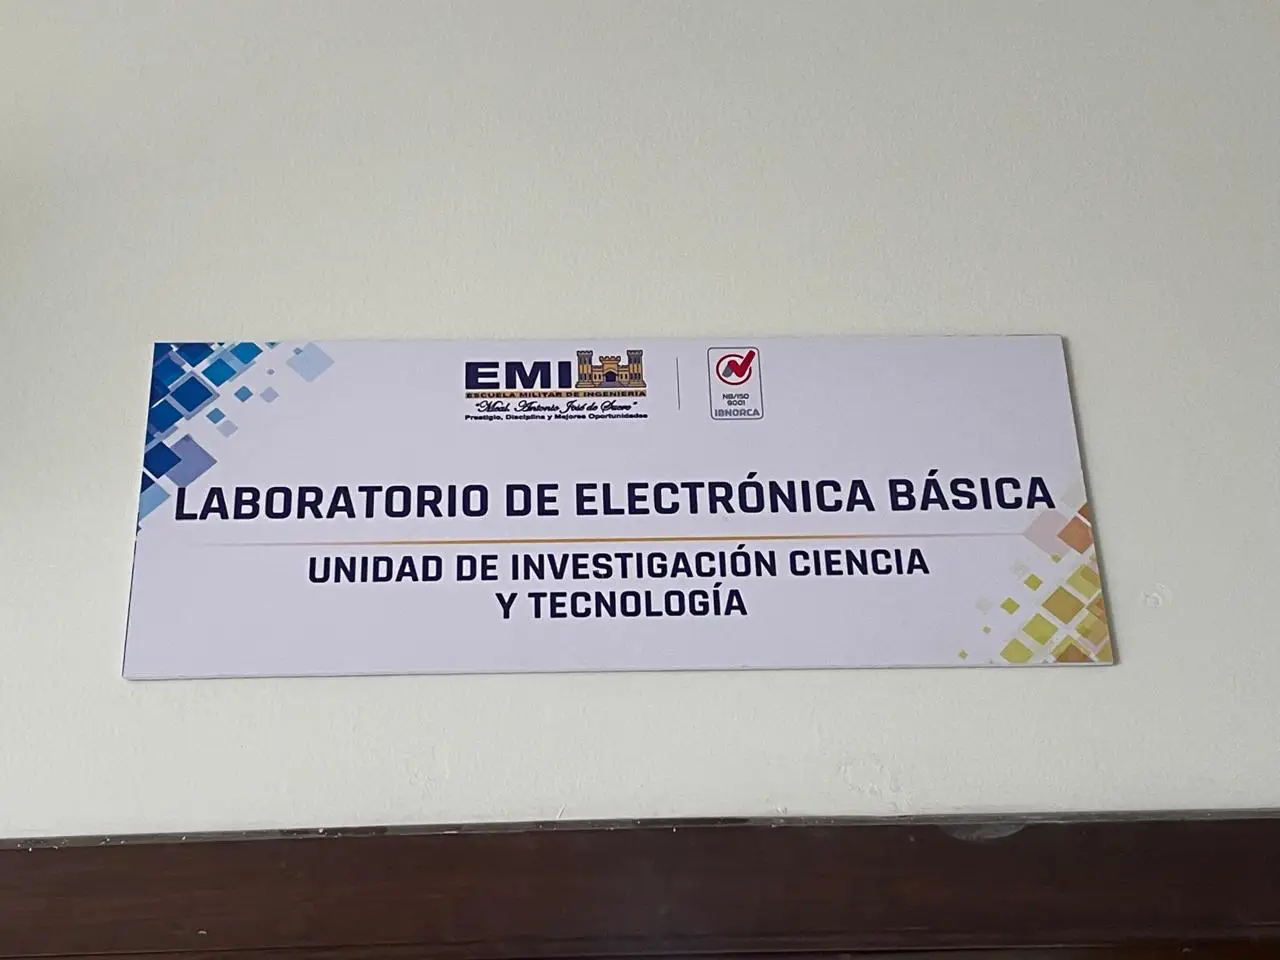 EMI
ESCUELA MILITAR DE INGENIERÍA
"Mcal. Antonio José de Sucre"
Prestigio, Disciplina y Mejores Oportunidades
NB/ISO
9001
IBNORCA
LABORATORIO DE ELECTRÓNICA BÁSICA
UNIDAD DE INVESTIGACIÓN CIENCIA
Y TECNOLOGÍA